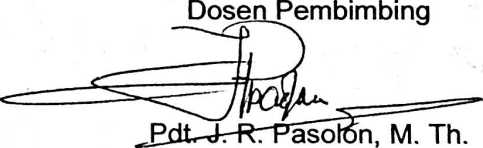 Dosen Pembimbing
Pdt. J. R. Pasolon, M. Th.